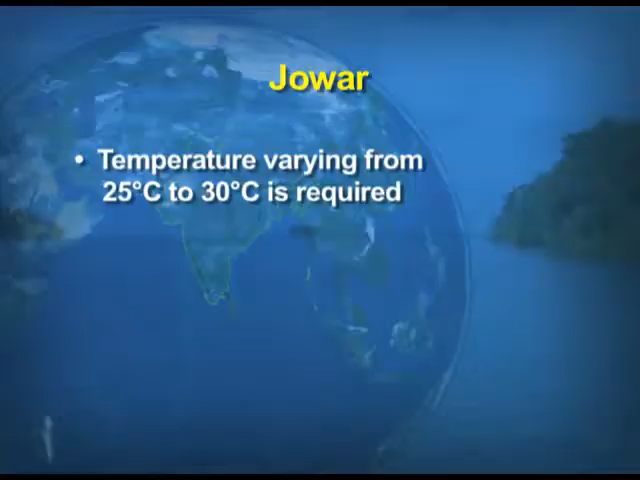 Jowar
• Temperature varying from
25°C to 30°C is required